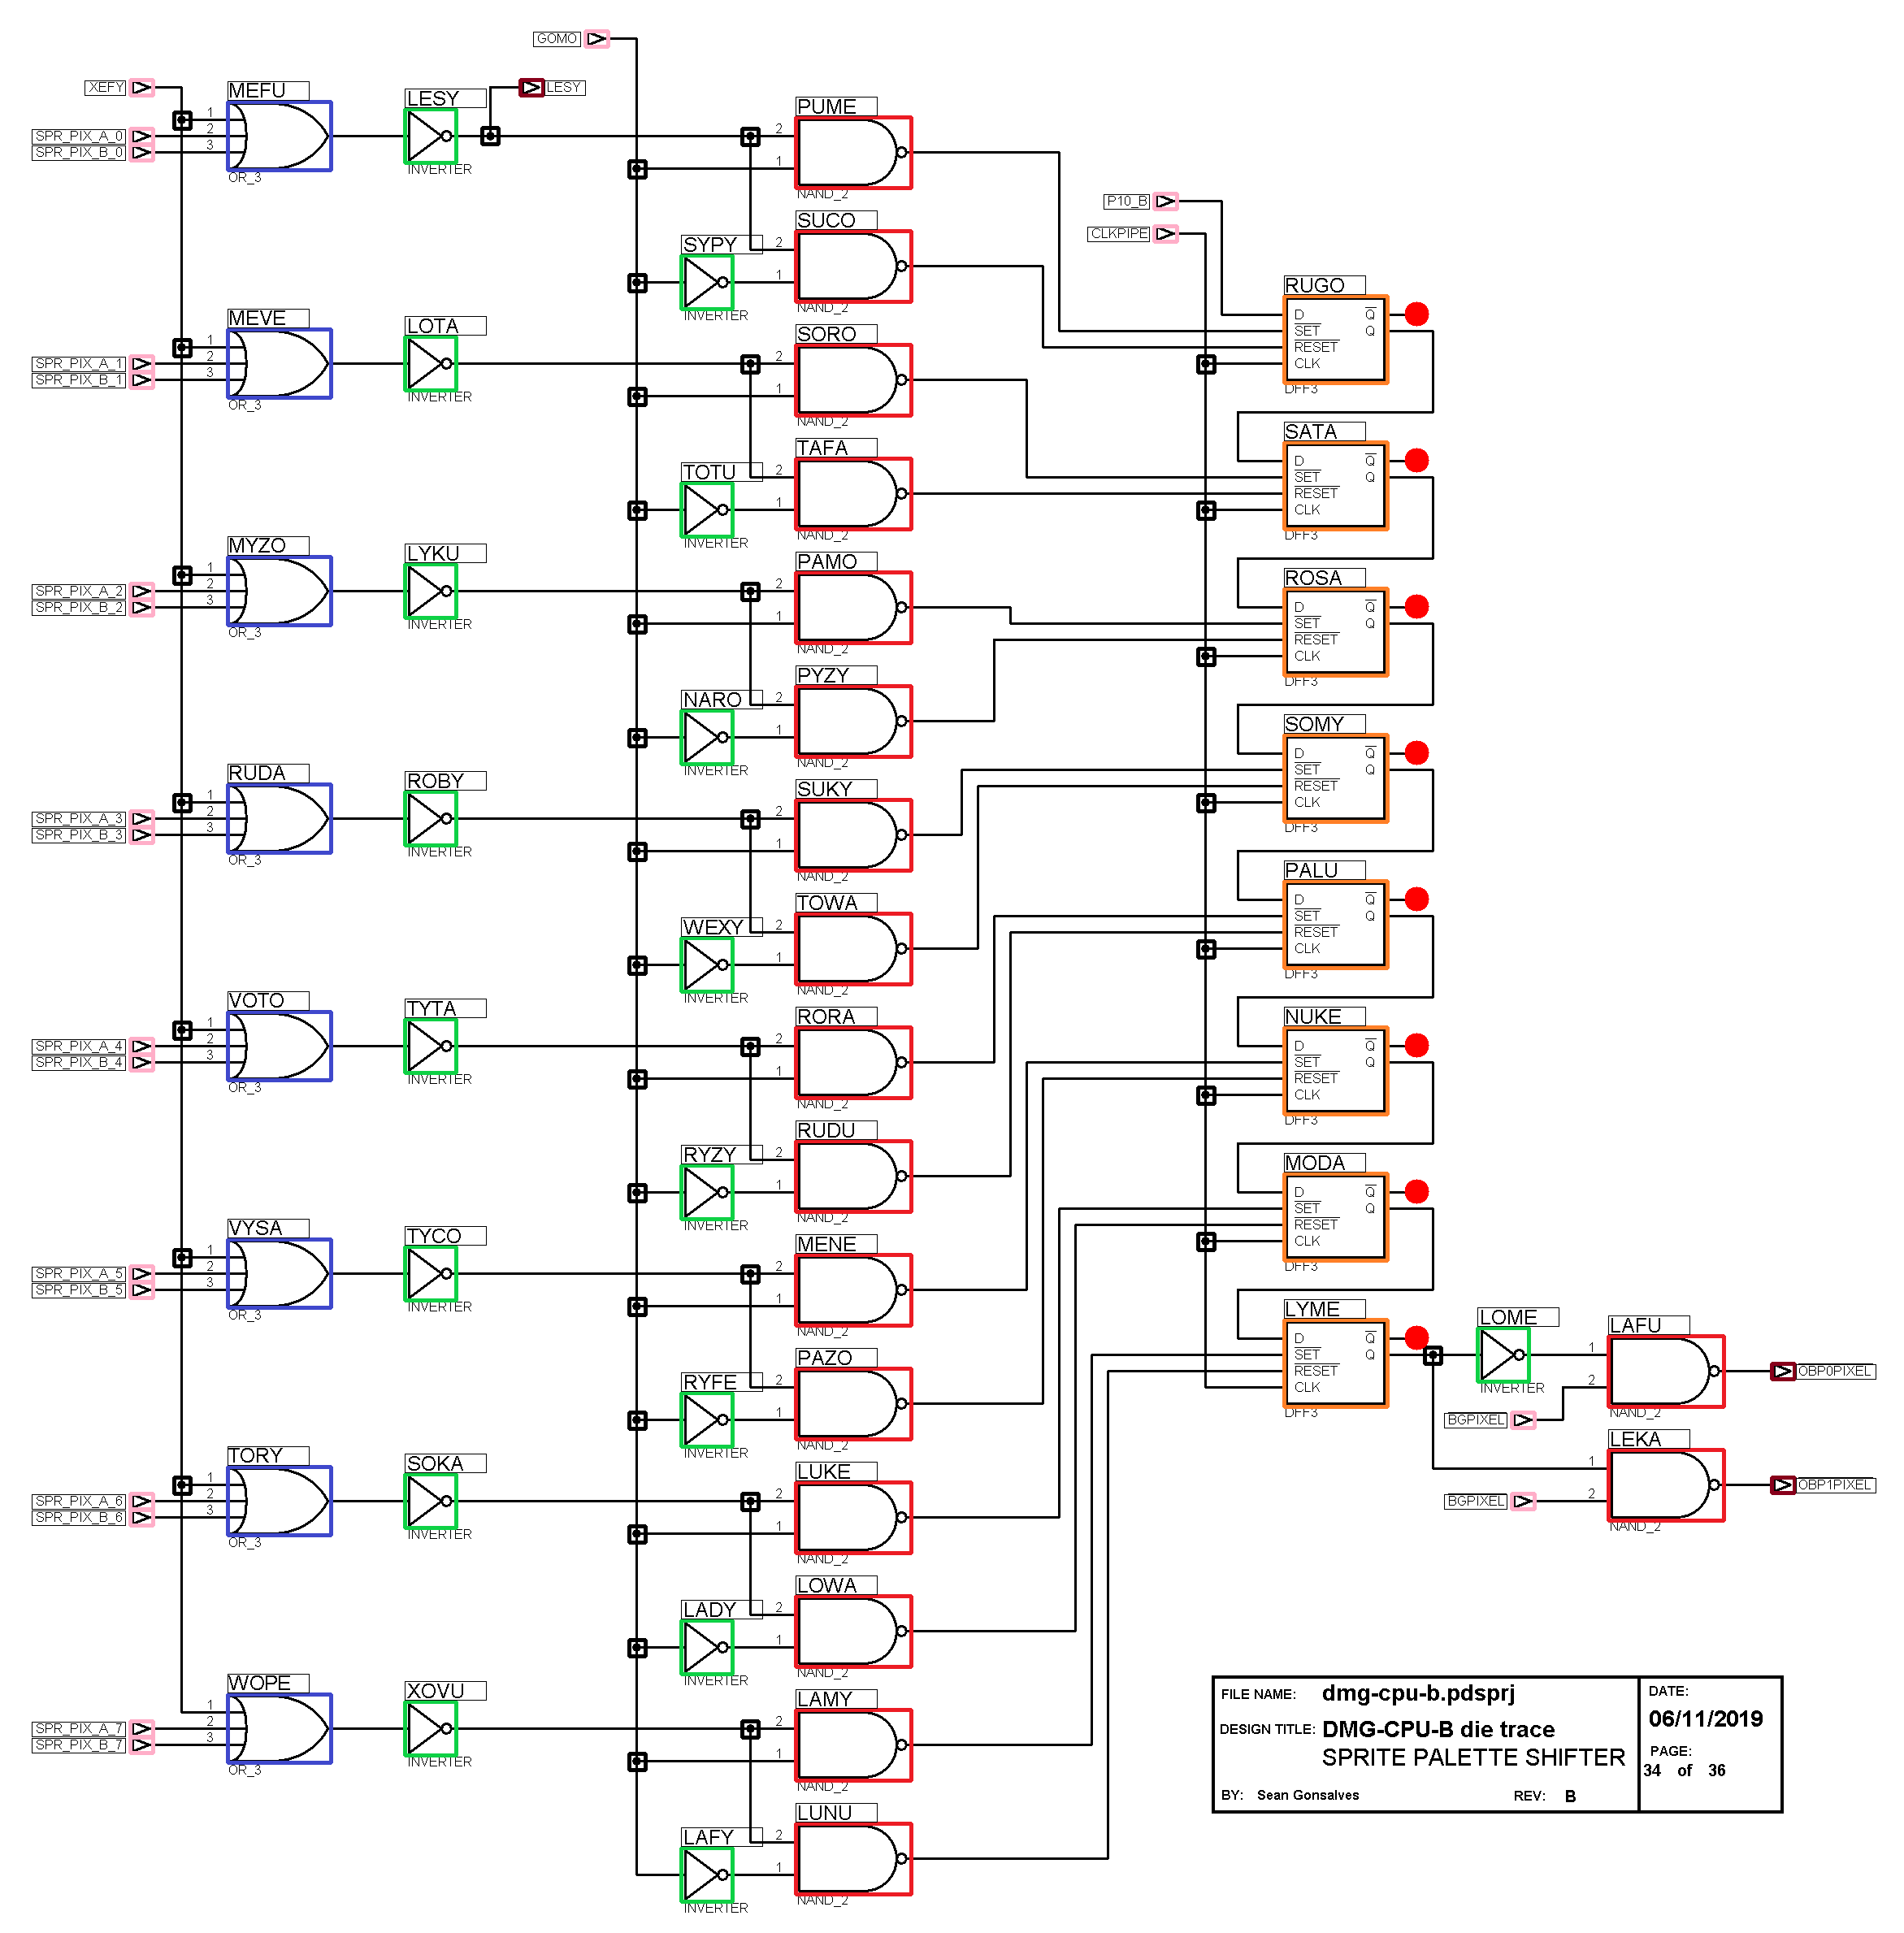 GOMO
XEFY
MEFU
LESY
LESY
1
SPR_PIX_A_0 2
SPR_PIX_B_0 3
OR_3
INVERTER
PUME
2
1
NAND_2
P10_B
CLKPIPE
SUCO
SYPY
2
1
INVERTER
NAND_2
RUGO
D Q
SET Q
RESET
CLK
DFF3
MEVE
LOTA
1
SPR_PIX_A_1 2
SPR_PIX_B_1 3
OR_3
INVERTER
SORO
2
1
NAND_2
TAFA
TOTU
2
1
INVERTER
NAND_2
SATA
D Q
SET Q
RESET
CLK
DFF3
MYZO
LYKU
1
SPR_PIX_A_2 2
SPR_PIX_B_2 3
OR_3
INVERTER
PAMO
2
1
NAND_2
PYZY
NARO
2
1
INVERTER
NAND_2
ROSA
D Q
SET Q
RESET
CLK
DFF3
RUDA
ROBY
1
SPR_PIX_A_3 2
SPR_PIX_B_3 3
OR_3
INVERTER
SUKY
2
1
NAND_2
TOWA
WEXY
2
1
INVERTER
NAND_2
SOMY
D Q
SET Q
RESET
CLK
DFF3
VOTO
TYTA
1
SPR_PIX_A_4 2
SPR_PIX_B_4 3
OR_3
INVERTER
RORA
2
1
NAND_2
RUDU
RYZY
2
1
INVERTER
NAND_2
PALU
D Q
SET Q
RESET
CLK
DFF3
VYSA
TYCO
1
SPR_PIX_A_5 2
SPR_PIX_B_5 3
OR_3
INVERTER
MENE
2
1
NAND_2
PAZO
RYFE
2
1
INVERTER
NAND_2
NUKE
D Q
SET Q
RESET
CLK
DFF3
TORY
SOKA
1
SPR_PIX_A_6 2
SPR_PIX_B_6 3
OR_3
INVERTER
LUKE
2
1
NAND_2
LOWA
LADY
2
1
INVERTER
NAND_2
MODA
D Q
SET Q
RESET
CLK
DFF3
WOPE
XOVU
1
SPR_PIX_A_7 2
SPR_PIX_B_7 3
OR_3
INVERTER
LAMY
2
1
NAND_2
LUNU
LAFY
2
1
INVERTER
NAND_2
LYME
D Q
SET Q
RESET
CLK
DFF3
LOME
INVERTER
LAFU
1
2
NAND_2
BGPIXEL
OBP0PIXEL
LEKA
1
2
NAND_2
BGPIXEL
OBP1PIXEL
FILE NAME: dmg-cpu-b.pdsprj
DESIGN TITLE: DMG-CPU-B die trace
SPRITE PALETTE SHIFTER
BY: Sean Gonsalves REV: B
DATE:
06/11/2019
PAGE:
34 of 36